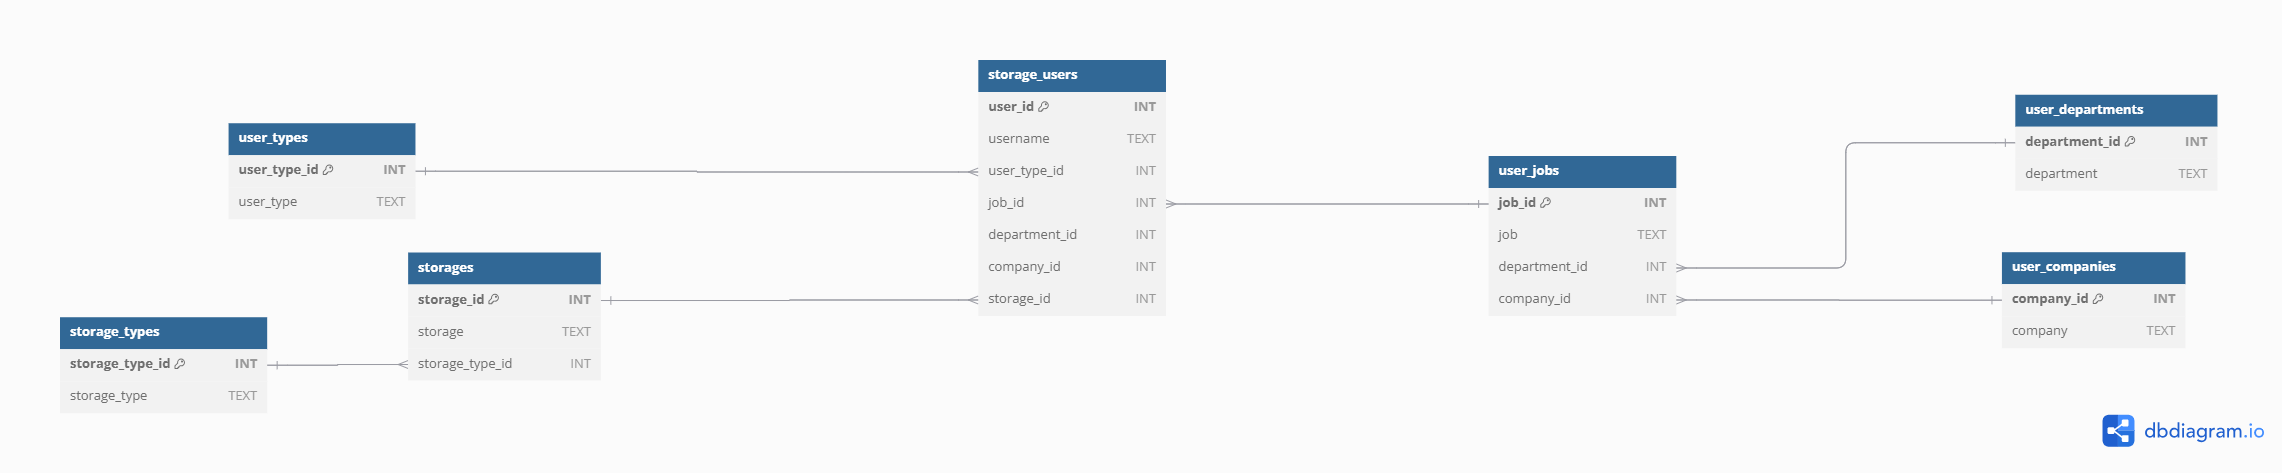 user_types
user_type_id INT
user_type TEXT
storage_types
storage_type_id INT
storage_type TEXT
storages
storage_id INT
storage TEXT
storage_type_id INT
storage_users
user_id INT
username TEXT
user_type_id INT
job_id INT
department_id INT
company_id INT
storage_id INT
user_jobs
job_id INT
job TEXT
department_id INT
company_id INT
user_departments
department_id INT
department TEXT
user_companies
company_id INT
company TEXT
dbdiagram.io